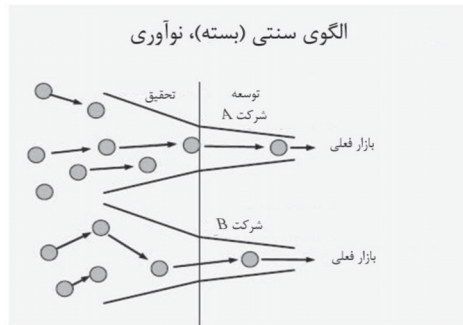 الگوی سنتی (بسته)، نوآوری
تحقیق
توسعه
شرکت A
بازار فعلی
شرکت B
بازار فعلی